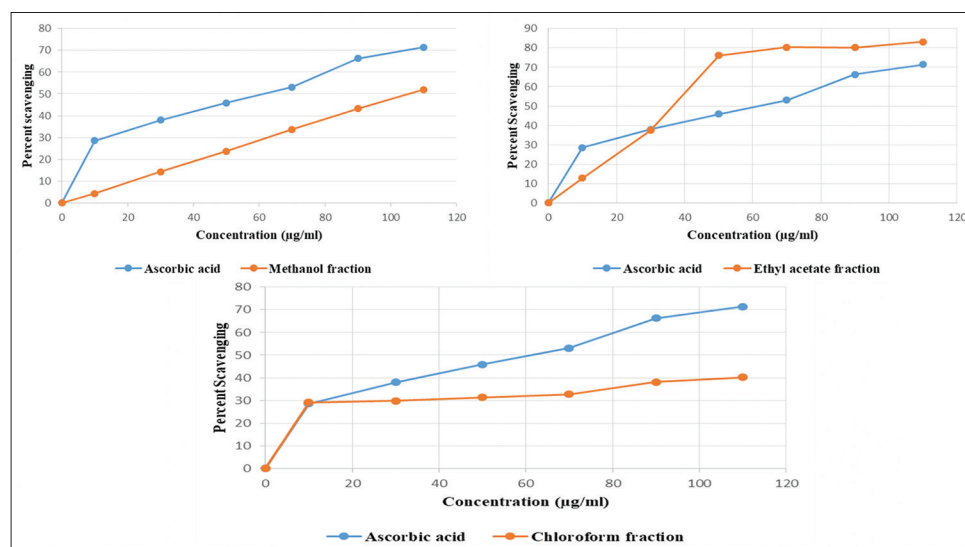 80
70
60
50
40
30
20
10
0
Percent scavenging
0 20 40 60 80 100 120
Concentration (µg/ml)
Ascorbic acid Methanol fraction
90
80
70
60
50
40
30
20
10
0
Percent Scavenging
0 20 40 60 80 100 120
Concentration (µg/ml)
Ascorbic acid Ethyl acetate fraction
80
70
60
50
40
30
20
10
0
Percent Scavenging
0 20 40 60 80 100 120
Concentration (µg/ml)
Ascorbic acid Chloroform fraction